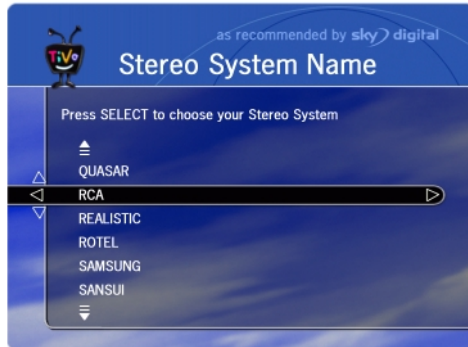 as recommended by sky digital
TiVo
Stereo System Name
Press SELECT to choose your Stereo System
QUASAR
RCA
REALISTIC
ROTEL
SAMSUNG
SANSUI